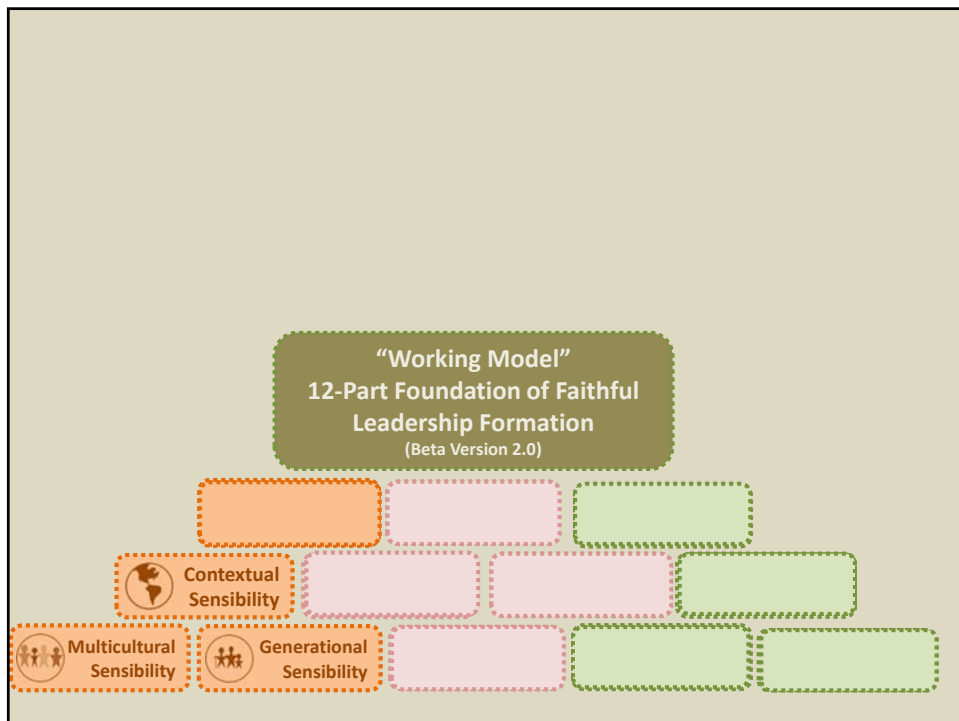 “Working Model”
12-Part Foundation of Faithful
Leadership Formation
(Beta Version 2.0)
Contextual
Sensibility
Multicultural
Sensibility
Generational
Sensibility